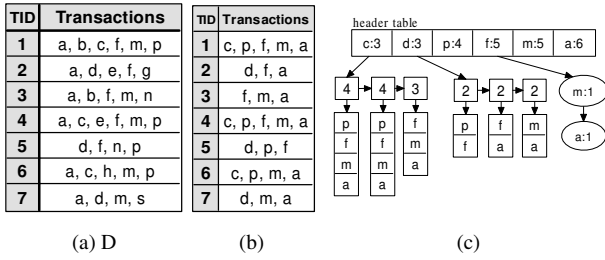 TID Transactions
1 a, b, c, f, m, p
2 a, d, e, f, g
3 a, b, f, m, n
4 a, c, e, f, m, p
5 d, f, n, p
6 a, c, h, m, p
7 a, d, m, s
(a) D
TID Transactions
1 c, p, f, m, a
2 d, f, a
3 f, m, a
4 c, p, f, m, a
5 d, p, f
6 c, p, m, a
7 d, m, a
(b)
header table
c:3 d:3 p:4 f:5 m:5 a:6
4 4 3 2 2 2 m:1
p p f p f m a:1
f f m f a a
m m a
a a
(c)